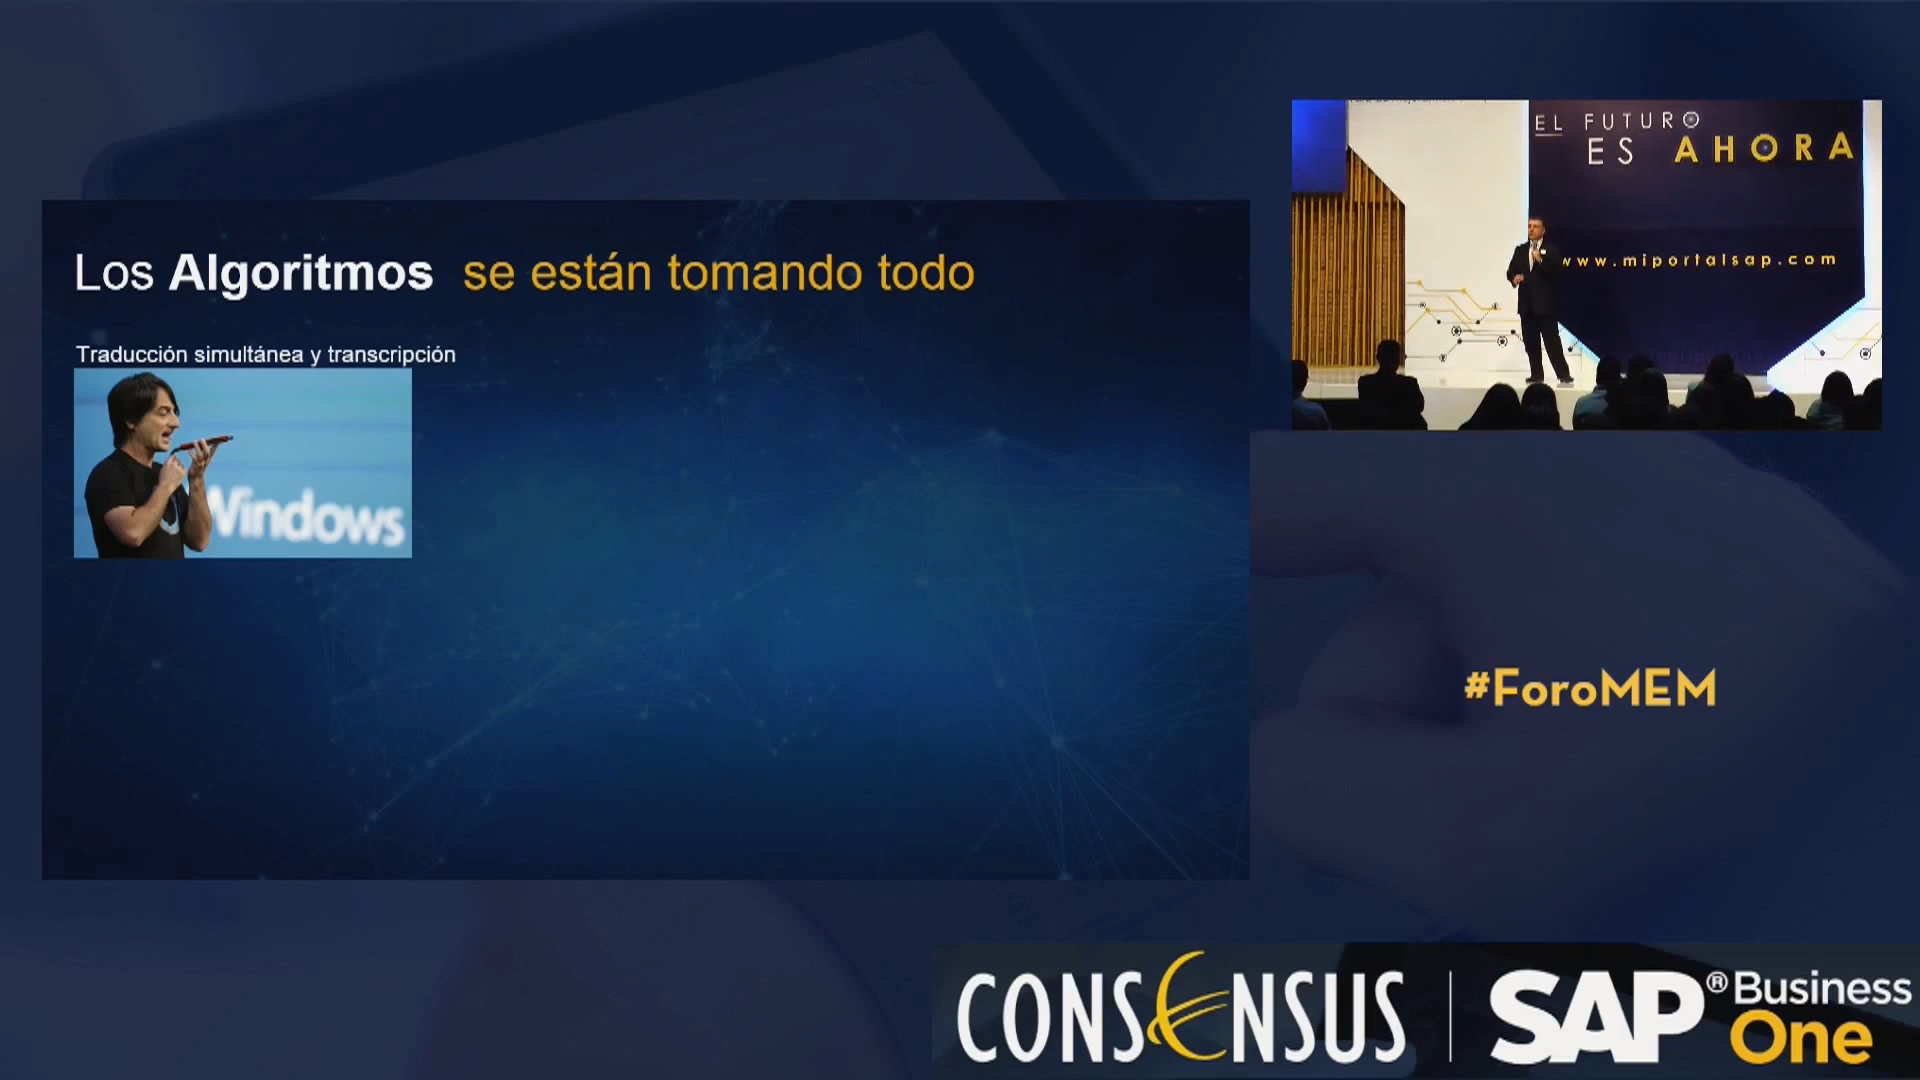 Los Algoritmos se están tomando todo
Traducción simultánea y transcripción
Windows
EL FUTURO
ES AHORA
www.miportalsap.com
#ForoMEM
CONSENSUS
SAP® Business
One